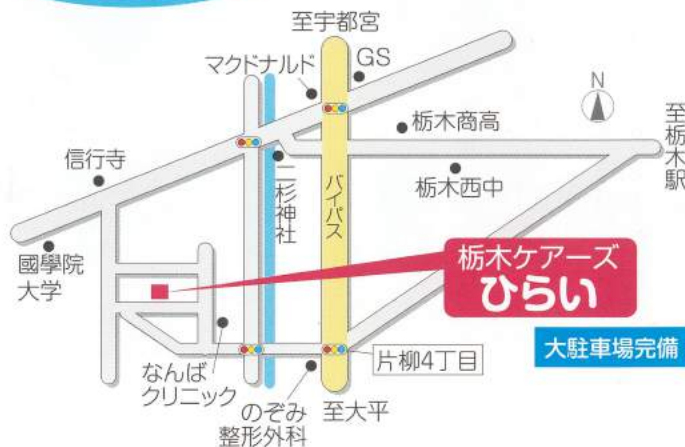 至宇都宮
マクドナルド
GS
N
栃木商高
至栃木駅
信行寺
二杉神社
バイパス
栃木西中
國學院
大学
栃木ケアーズ
ひらい
大駐車場完備
片柳4丁目
なんば
クリニック
のぞみ
整形外科
至大平